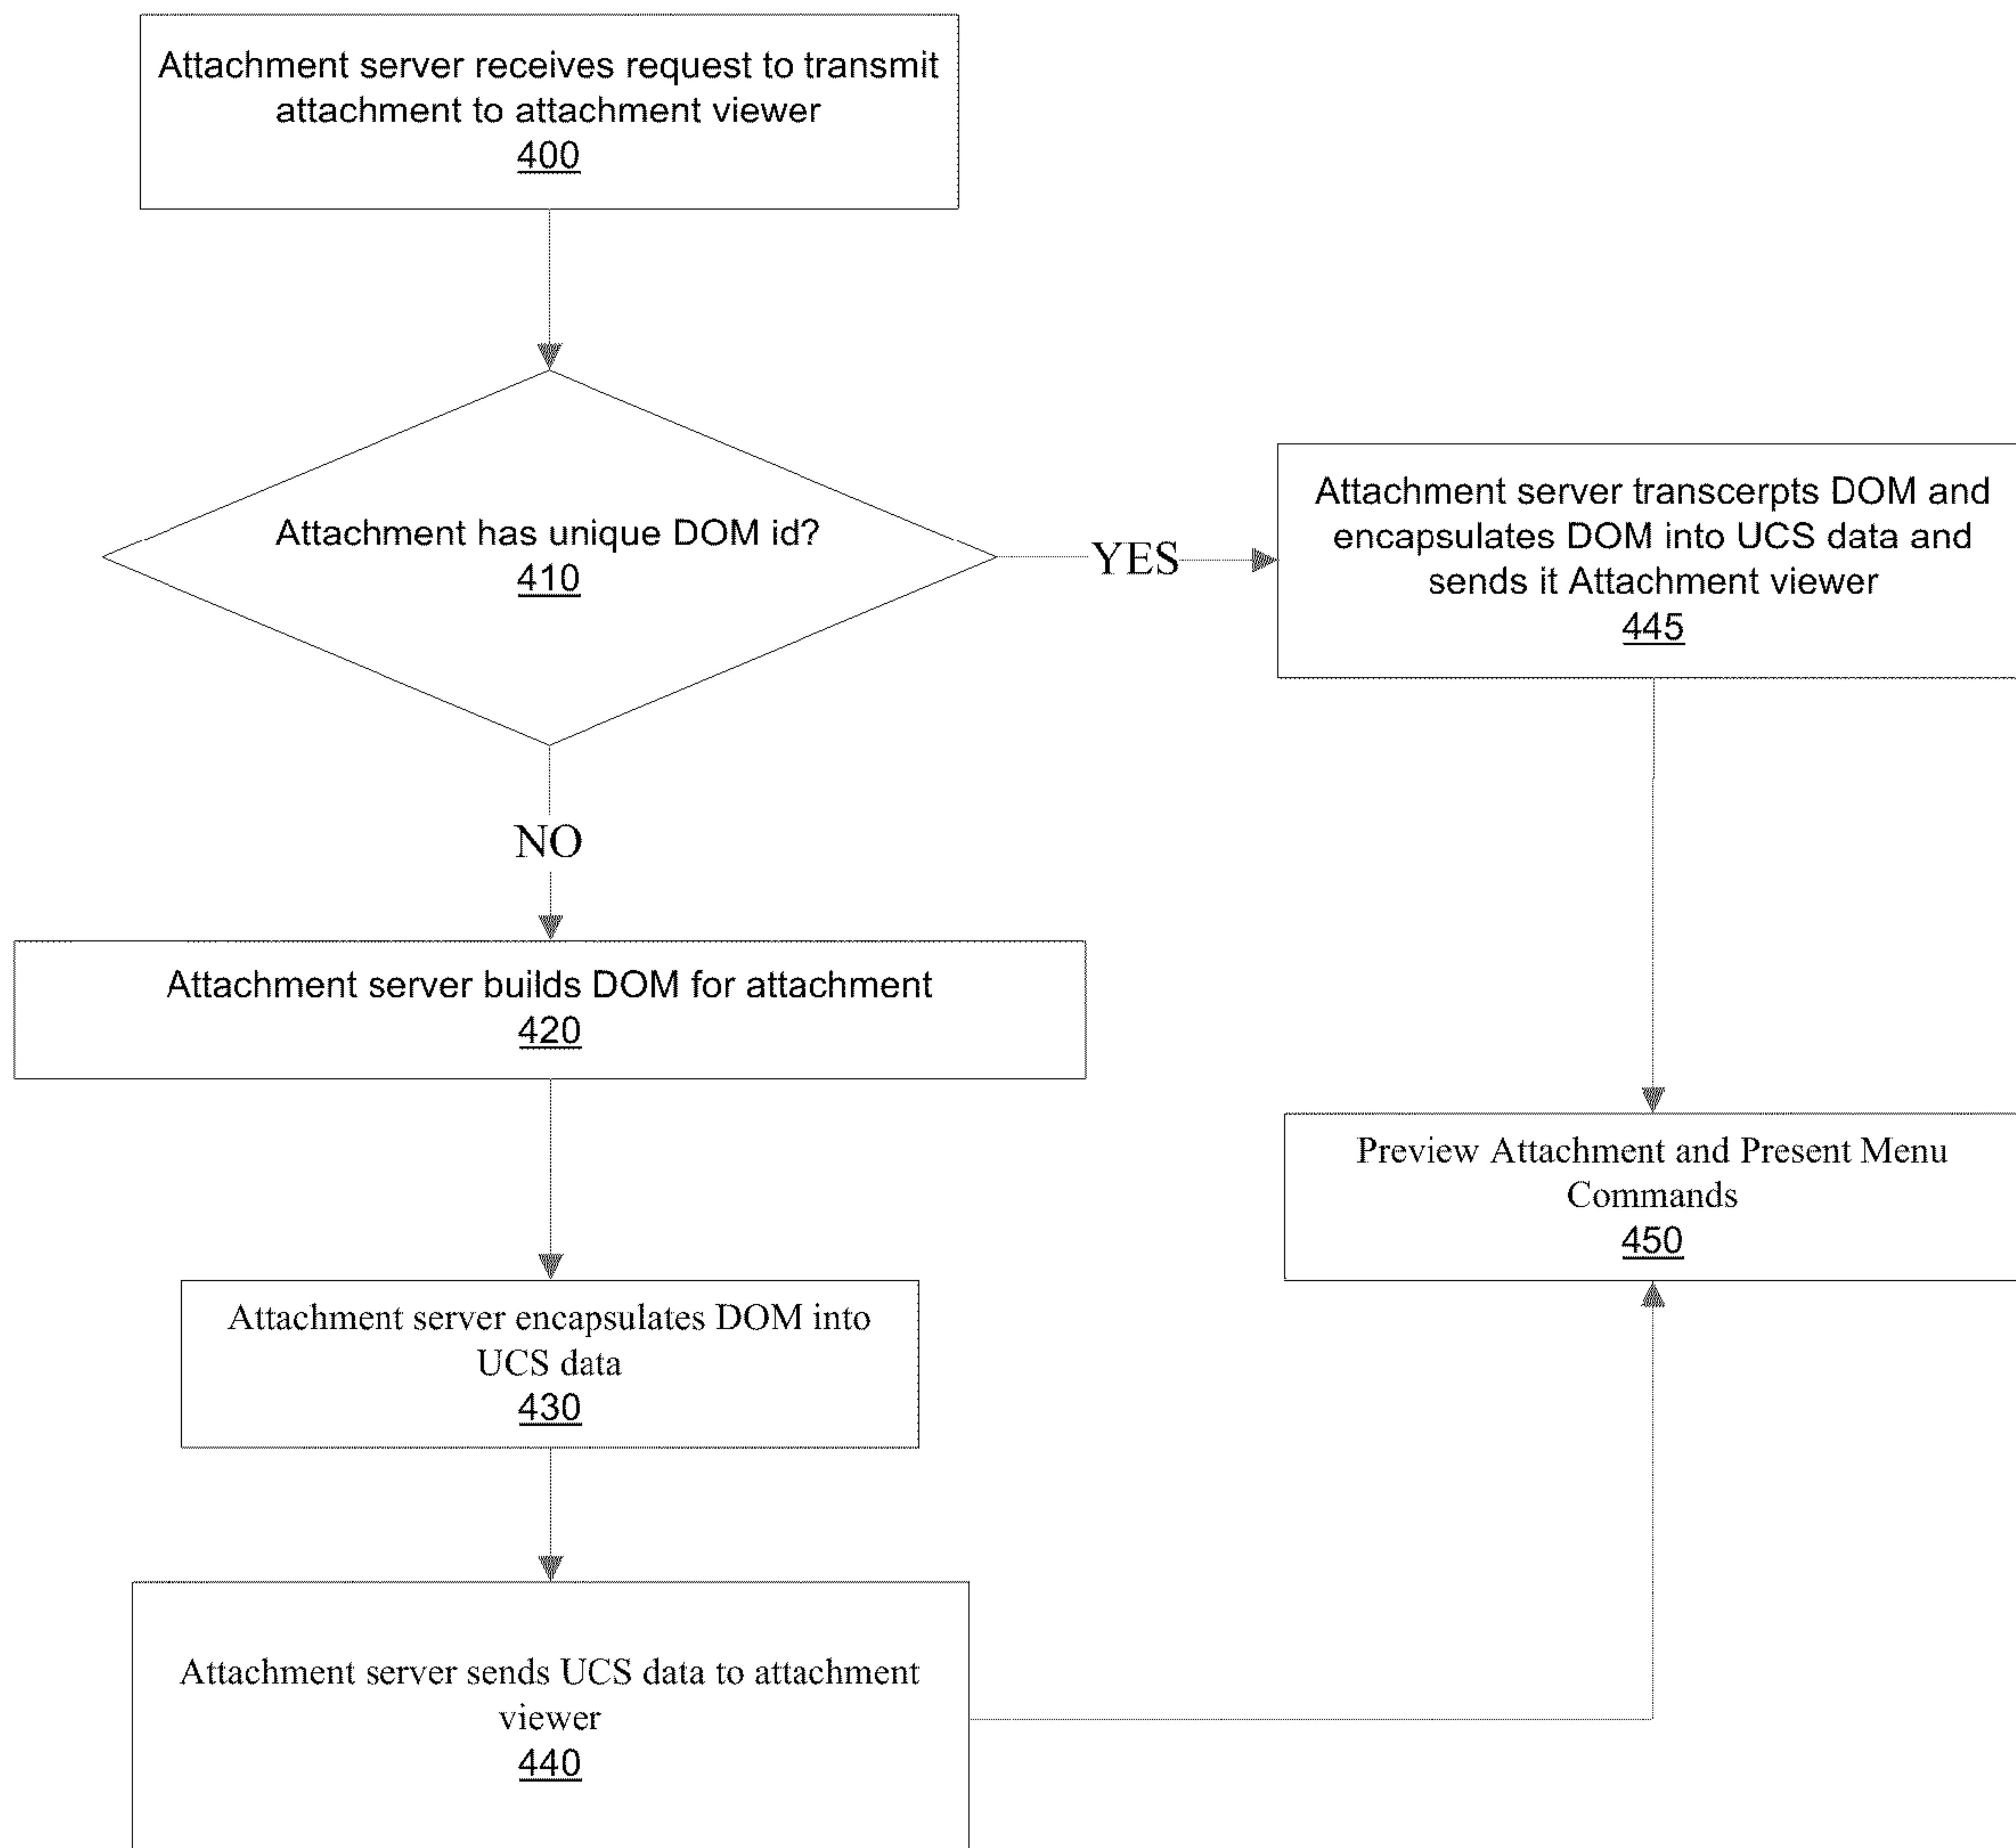 Attachment server receives request to transmit
attachment to attachment viewer
400
Attachment has unique DOM id?
410
YES
Attachment server transcerpts DOM and
encapsulates DOM into UCS data and
sends it Attachment viewer
445
NO
Attachment server builds DOM for attachment
420
Preview Attachment and Present Menu
Commands
450
Attachment server encapsulates DOM into
UCS data
430
Attachment server sends UCS data to attachment
viewer
440